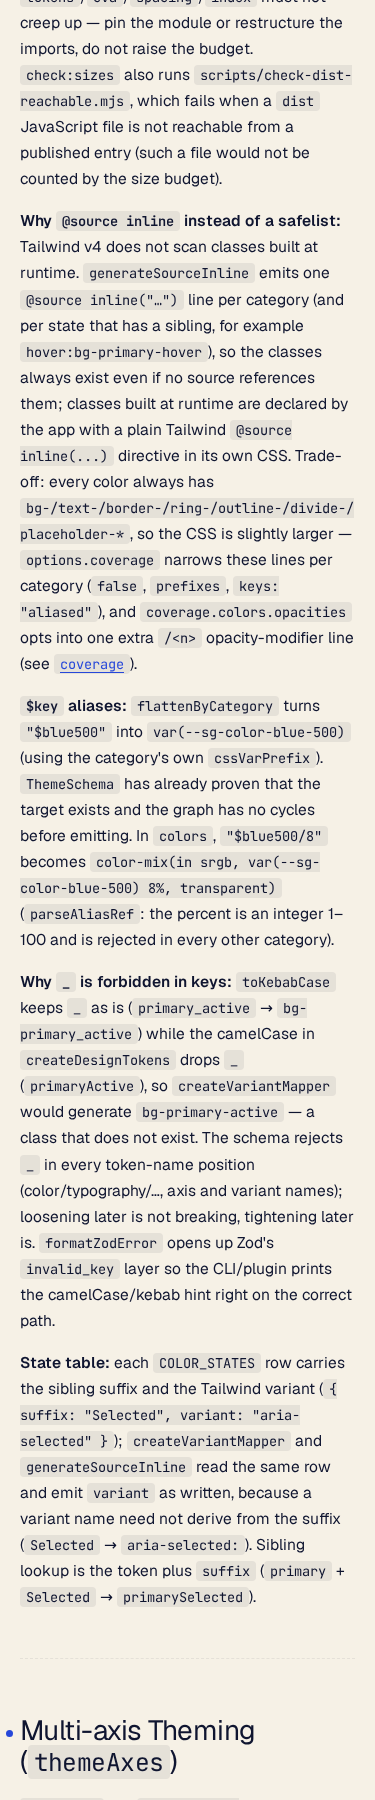 creep up — pin the module or restructure the
imports, do not raise the budget.
check:sizes also runs scripts/check-dist-
reachable.mjs, which fails when a dist
JavaScript file is not reachable from a
published entry (such a file would not be
counted by the size budget).
Why @source inline instead of a safelist:
Tailwind v4 does not scan classes built at
runtime. generateSourceInline emits one
@source inline("…") line per category (and
per state that has a sibling, for example
hover:bg-primary-hover), so the classes
always exist even if no source references
them; classes built at runtime are declared by
the app with a plain Tailwind @source
inline(...) directive in its own CSS. Trade-
off: every color always has
bg-/text-/border-/ring-/outline-/divide-/
placeholder-*, so the CSS is slightly larger —
options.coverage narrows these lines per
category (false, prefixes, keys:
"aliased"), and coverage.colors.opacities
opts into one extra /<n> opacity-modifier line
(see coverage).
$key aliases: flattenByCategory turns
"$blue500" into var(--sg-color-blue-500)
(using the category's own cssVarPrefix).
ThemeSchema has already proven that the
target exists and the graph has no cycles
before emitting. In colors, "$blue500/8"
becomes color-mix(in srgb, var(--sg-
color-blue-500) 8%, transparent)
(parseAliasRef: the percent is an integer 1–
100 and is rejected in every other category).
Why _ is forbidden in keys: toKebabCase
keeps _ as is (primary_active → bg-
primary_active) while the camelCase in
createDesignTokens drops _
(primaryActive), so createVariantMapper
would generate bg-primary-active — a
class that does not exist. The schema rejects
_ in every token-name position
(color/typography/…, axis and variant names);
loosening later is not breaking, tightening later
is. formatZodError opens up Zod's
invalid_key layer so the CLI/plugin prints
the camelCase/kebab hint right on the correct
path.
State table: each COLOR_STATES row carries
the sibling suffix and the Tailwind variant ({
suffix: "Selected", variant: "aria-
selected" }); createVariantMapper and
generateSourceInline read the same row
and emit variant as written, because a
variant name need not derive from the suffix
(Selected → aria-selected:). Sibling
lookup is the token plus suffix (primary +
Selected → primarySelected).
Multi-axis Theming
(themeAxes)